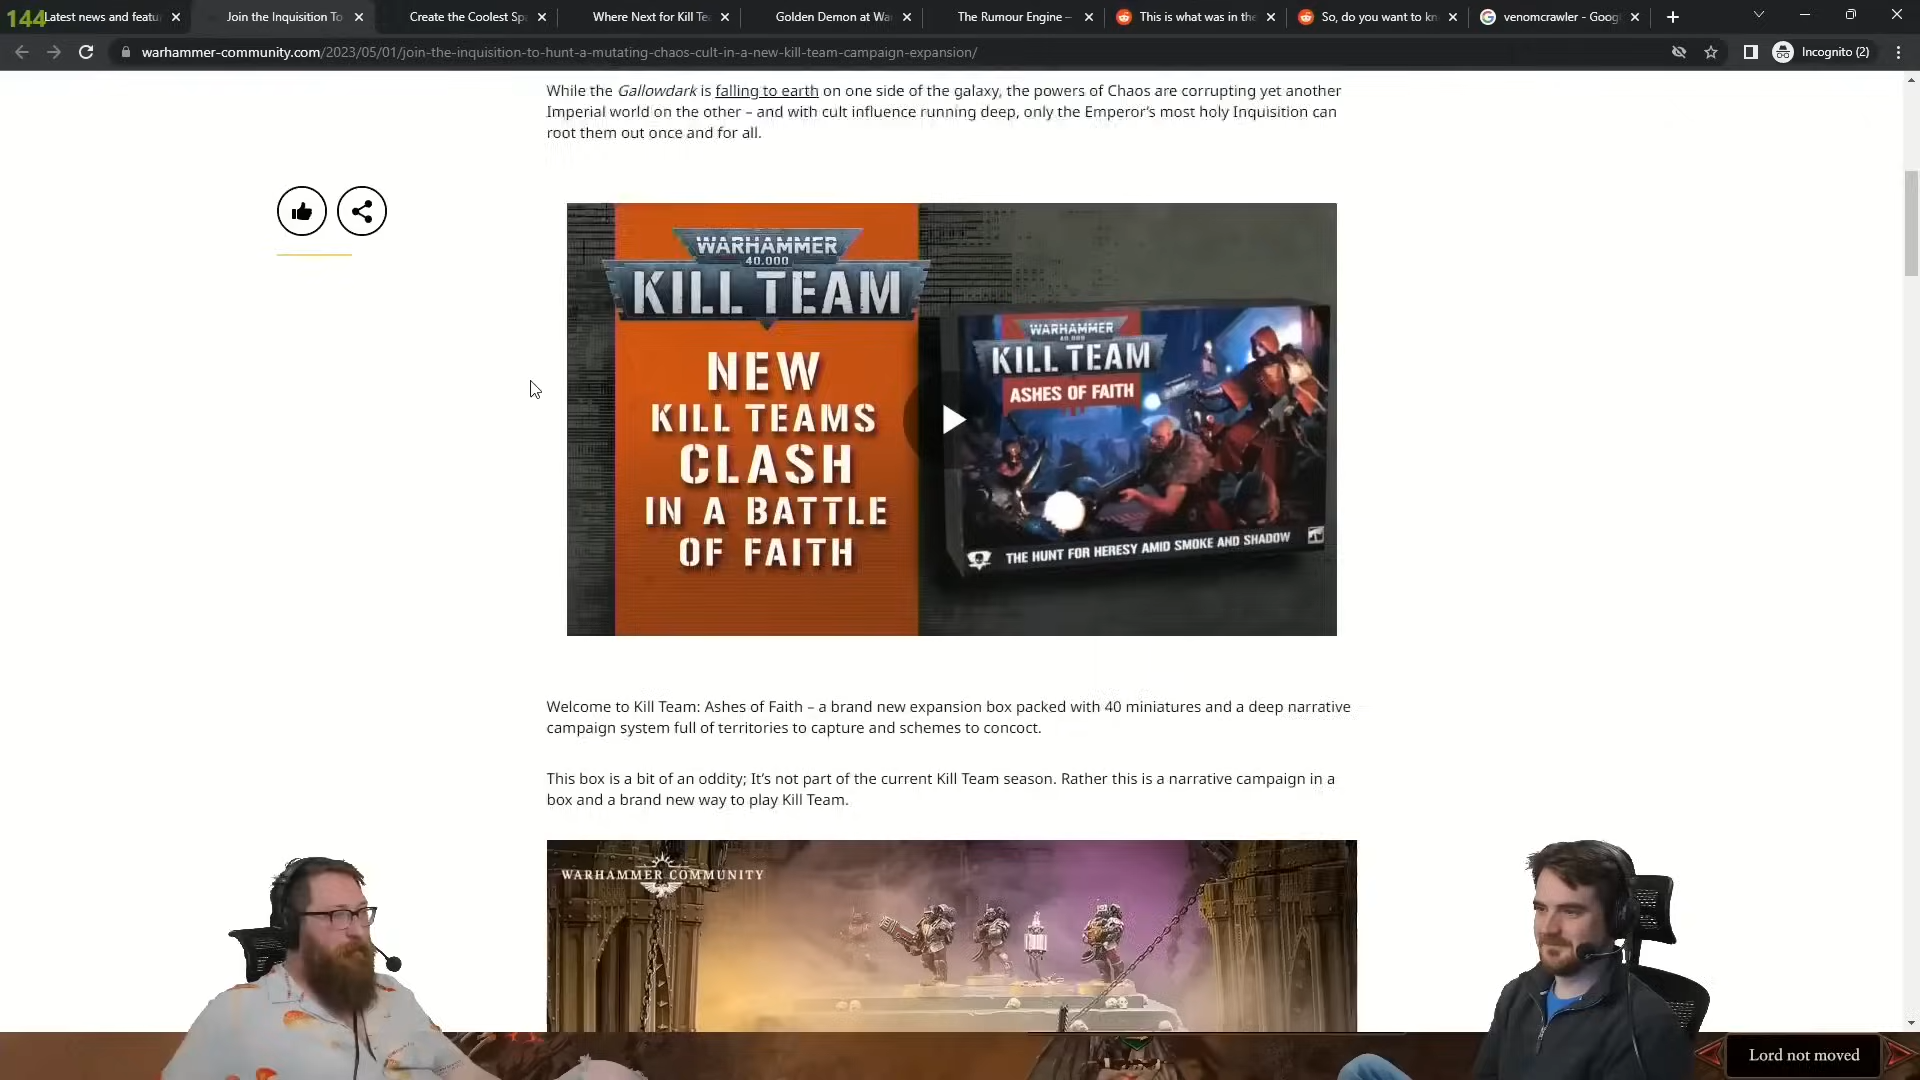 144
Latest news and featu
Join the Inquisition To
Create the Coolest Sp
Where Next for Kill Te
Golden Demon at Wa
The Rumour Engine –
This is what was in the
So, do you want to kn
venomcrawler - Goog
warhammer-community.com/2023/05/01/join-the-inquisition-to-hunt-a-mutating-chaos-cult-in-a-new-kill-team-campaign-expansion/
Incognito (2)
While the Gallowdark is falling to earth on one side of the galaxy, the powers of Chaos are corrupting yet another
Imperial world on the other – and with cult influence running deep, only the Emperor's most holy Inquisition can
root them out once and for all.
WARHAMMER
40,000
KILL TEAM
NEW
KILL TEAMS
CLASH
IN A BATTLE
OF FAITH
WARHAMMER
40,000
KILL TEAM
ASHES OF FAITH
THE HUNT FOR HERESY AMID SMOKE AND SHADOW
Welcome to Kill Team: Ashes of Faith – a brand new expansion box packed with 40 miniatures and a deep narrative
campaign system full of territories to capture and schemes to concoct.
This box is a bit of an oddity; It's not part of the current Kill Team season. Rather this is a narrative campaign in a
box and a brand new way to play Kill Team.
WARHAMMER COMMUNITY
Lord not moved